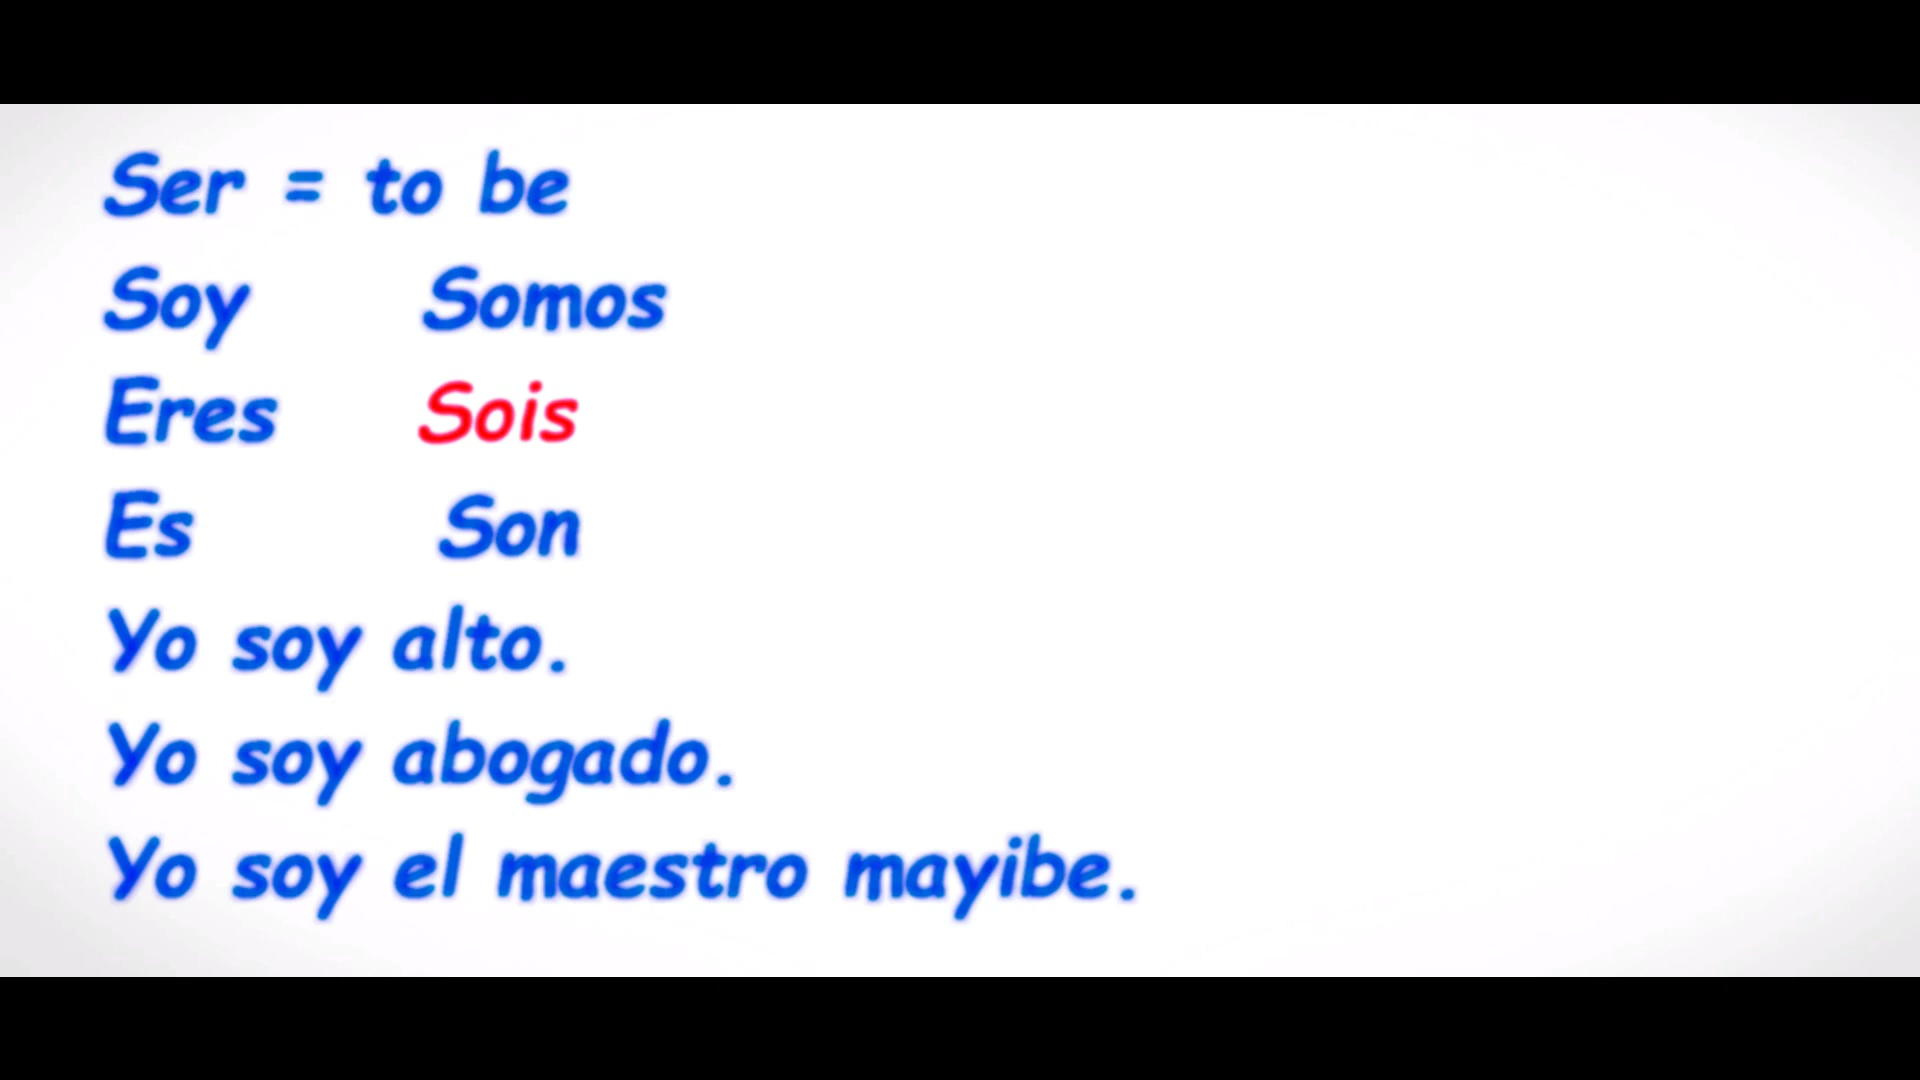 Ser = to be
Soy Somos
Eres Sois
Es Son
Yo soy alto.
Yo soy abogado.
Yo soy el maestro mayibe.